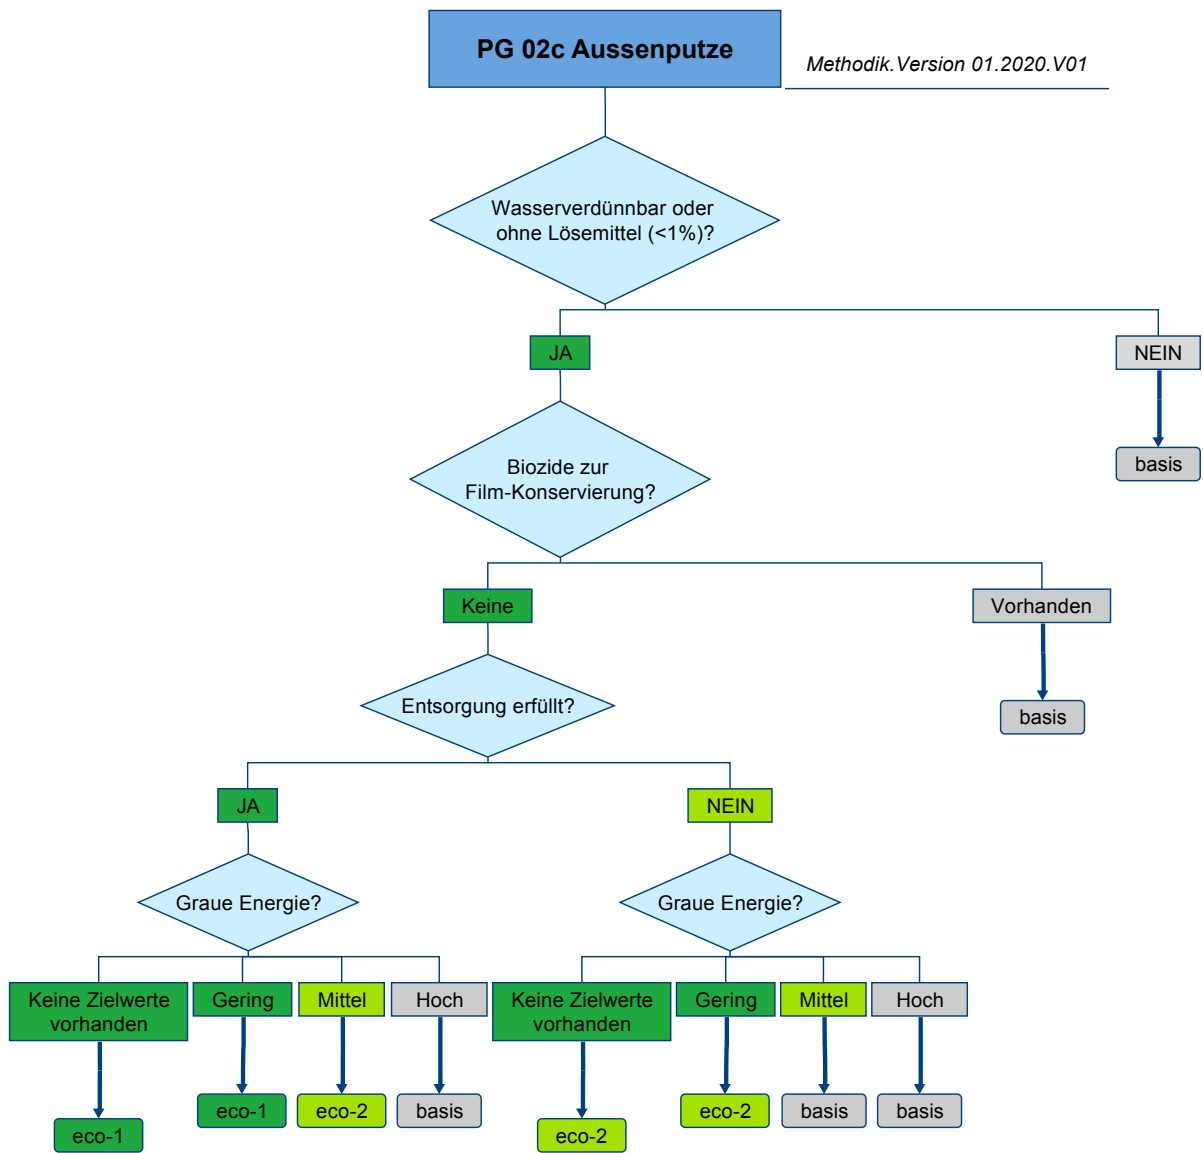 PG 02c Aussenputze
Methodik.Version 01.2020.V01
Wasserverdünnbar oder
ohne Lösemittel (<1%)?
JA
NEIN
basis
Biozide zur
Film-Konservierung?
Keine
Vorhanden
basis
Entsorgung erfüllt?
JA
NEIN
Graue Energie?
Graue Energie?
Keine Zielwerte
vorhanden
Gering
Mittel
Hoch
Keine Zielwerte
vorhanden
Gering
Mittel
Hoch
eco-1
eco-1
eco-2
basis
eco-2
eco-2
basis
basis